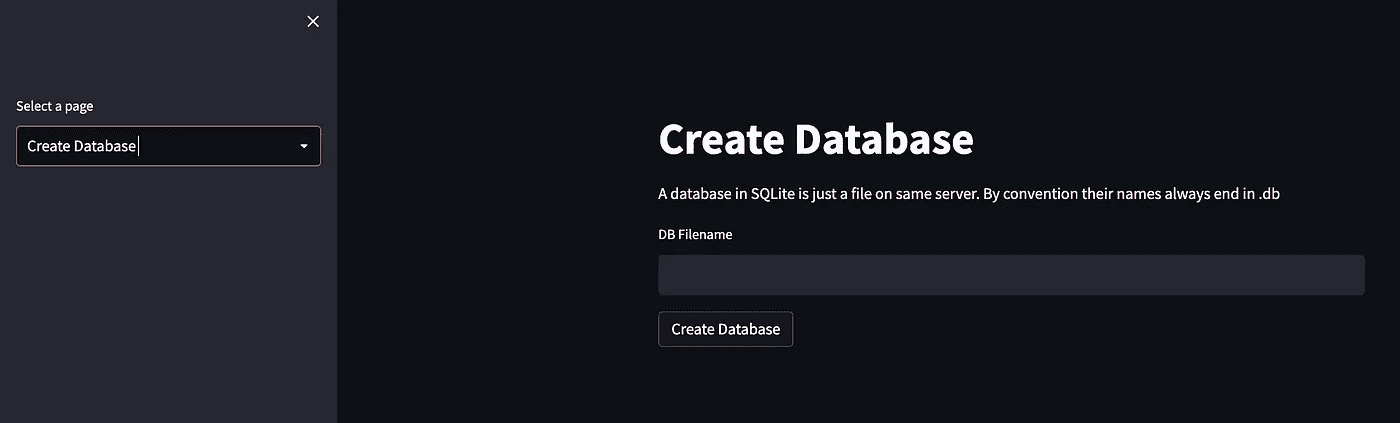 Select a page
Create Database
Create Database
A database in SQLite is just a file on same server. By convention their names always end in .db
DB Filename
Create Database